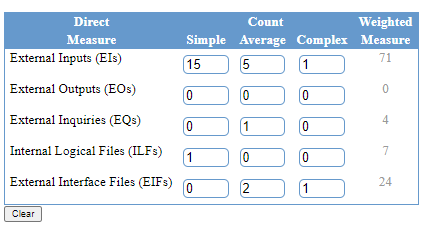 Direct Count Weighted
Measure Simple Average Complex Measure
External Inputs (EIs) 15 5 1 71
External Outputs (EOs) 0 0 0 0
External Inquiries (EQs) 0 1 0 4
Internal Logical Files (ILFs) 1 0 0 7
External Interface Files (EIFs) 0 2 1 24
Clear